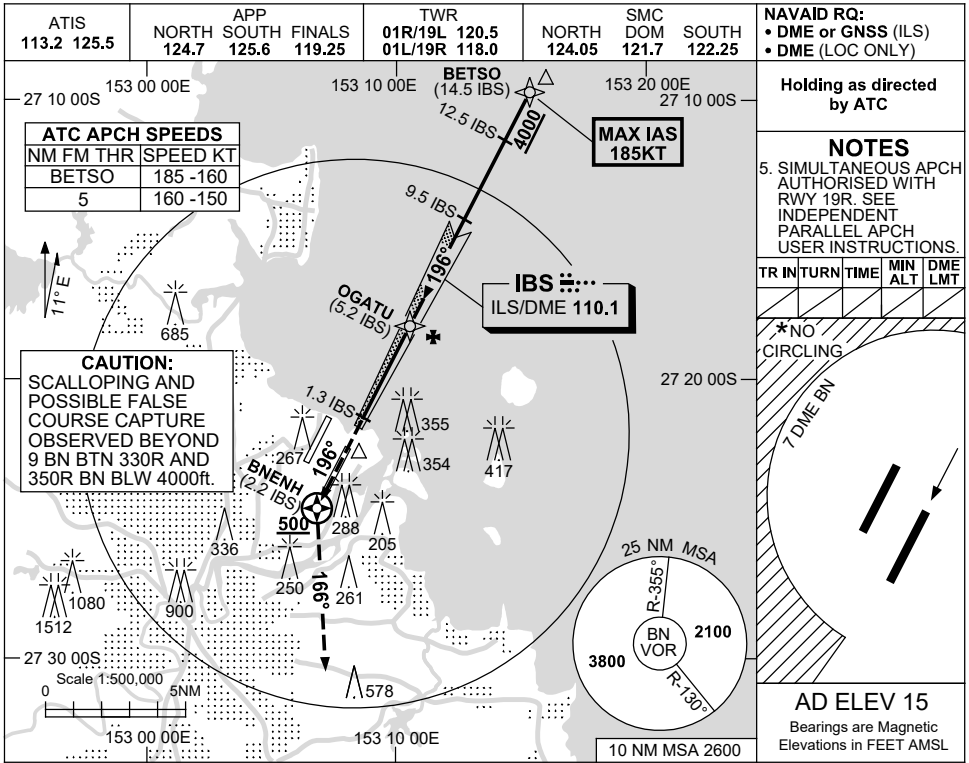 ATIS
113.2 125.5
APP
NORTH SOUTH FINALS
124.7 125.6 119.25
TWR
01R/19L 120.5
01L/19R 118.0
SMC
NORTH DOM SOUTH
124.05 121.7 122.25
NAVAID RQ:
• DME or GNSS (ILS)
• DME (LOC ONLY)
Holding as directed
by ATC
NOTES
5. SIMULTANEOUS APCH
AUTHORISED WITH
RWY 19R. SEE
INDEPENDENT
PARALLEL APCH
USER INSTRUCTIONS.
TR IN TURN TIME MIN ALT DME LMT
*NO
CIRCLING
7 DME BN
AD ELEV 15
Bearings are Magnetic
Elevations in FEET AMSL
153 00 00E
153 10 00E
153 20 00E
27 10 00S
27 10 00S
BETSO
(14.5 IBS)
12.5 IBS
4000
MAX IAS
185KT
ATC APCH SPEEDS
NM FM THR SPEED KT
BETSO 185 -160
5 160 -150
9.5 IBS
196°
11° E
IBS
ILS/DME 110.1
OGATU
(5.2 IBS)
685
CAUTION:
SCALLOPING AND
POSSIBLE FALSE
COURSE CAPTURE
OBSERVED BEYOND
9 BN BTN 330R AND
350R BN BLW 4000ft.
27 20 00S
1.3 IBS
355
267
354
417
196°
BNENH
(2.2 IBS)
500
288
205
336
250
261
166°
1080
1512
900
25 NM MSA
R-355°
BN
VOR
2100
3800
R-130°
27 30 00S
Scale 1:500,000
0 5NM
578
153 00 00E
153 10 00E
10 NM MSA 2600